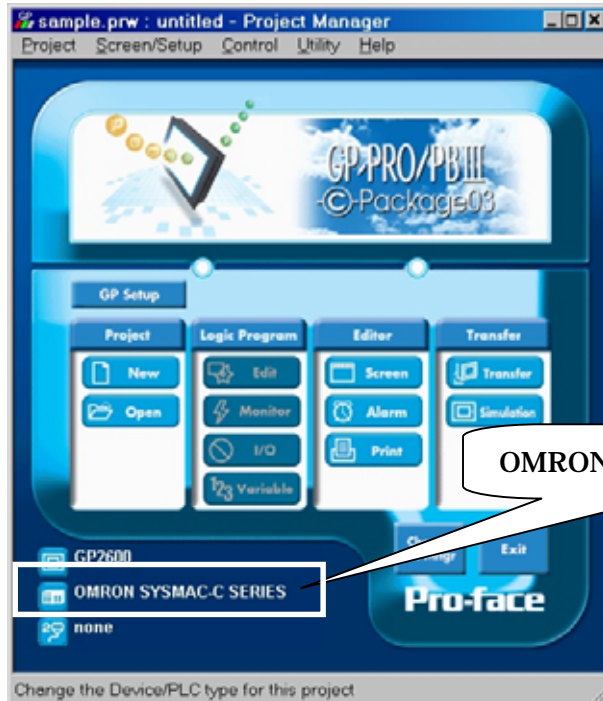 sample.prw : untitled - Project Manager
Project Screen/Setup Control Utility Help
GP-PRO/PBIII
-C-Package03
GP Setup
Project Logic Program Editor Transfer
New Edit Screen Transfer
Open Monitor Alarm Simulation
I/O Print
123 Variable
OMRON
Exit
GP2600
OMRON SYSMAC-C SERIES
Pro-face
none
Change the Device/PLC type for this project